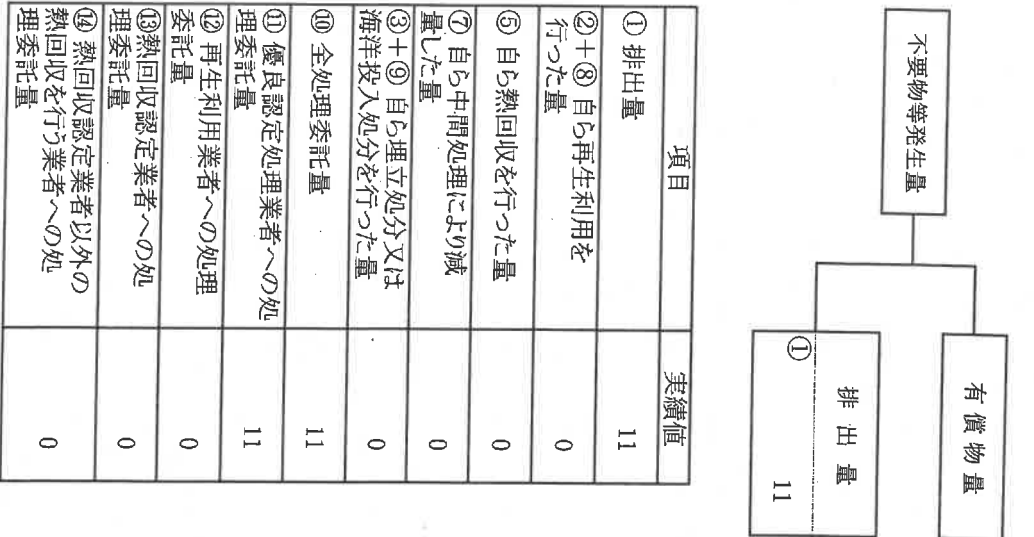 不要物等発生量
有償物量
排出量
①
11
項目
実績値
① 排出量
11
②+⑧ 自ら再生利用を
行った量
0
⑤ 自ら熱回収を行った量
0
⑦ 自ら中間処理により減
量した量
0
③+⑨ 自ら埋立処分又は
海洋投入処分を行った量
0
⑩ 全処理委託量
11
⑪ 優良認定処理業者への処
理委託量
11
⑫ 再生利用業者への処理
委託量
0
⑬熱回収認定業者への処
理委託量
0
⑭ 熱回収認定業者以外の
熱回収を行う業者への処
理委託量
0